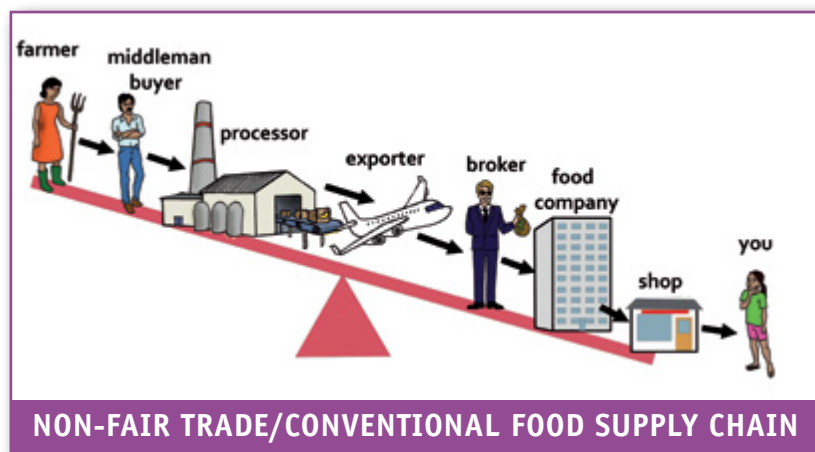 farmer
middleman
buyer
processor
exporter
broker
food
company
shop
you
NON-FAIR TRADE/CONVENTIONAL FOOD SUPPLY CHAIN